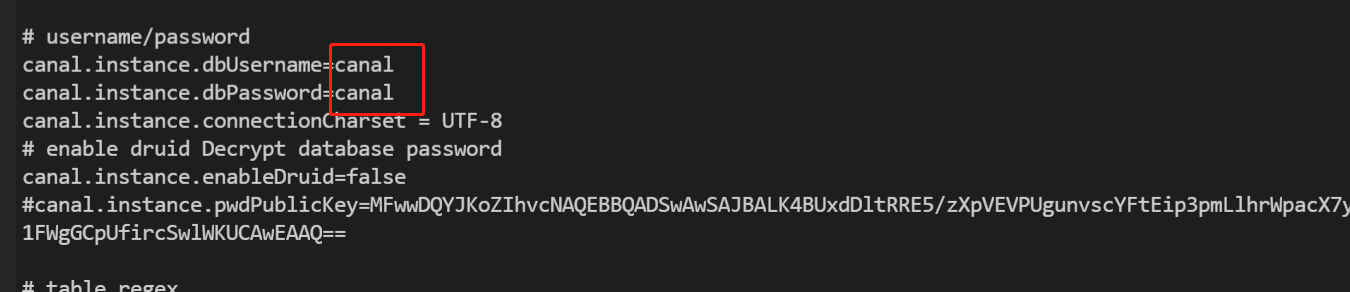 # username/password
canal.instance.dbUsername=canal
canal.instance.dbPassword=canal
canal.instance.connectionCharset = UTF-8
# enable druid Decrypt database password
canal.instance.enableDruid=false
#canal.instance.pwdPublicKey=MFwwDQYJKoZIhvcNAQEBBQADSwAwSAJBALK4BUxdDltRRE5/zXpVEVPUgunvscYFtEip3pmLlhrWpacX7y
1FWgGCpUfircSwlWKUCAwEAAQ==
# table regex